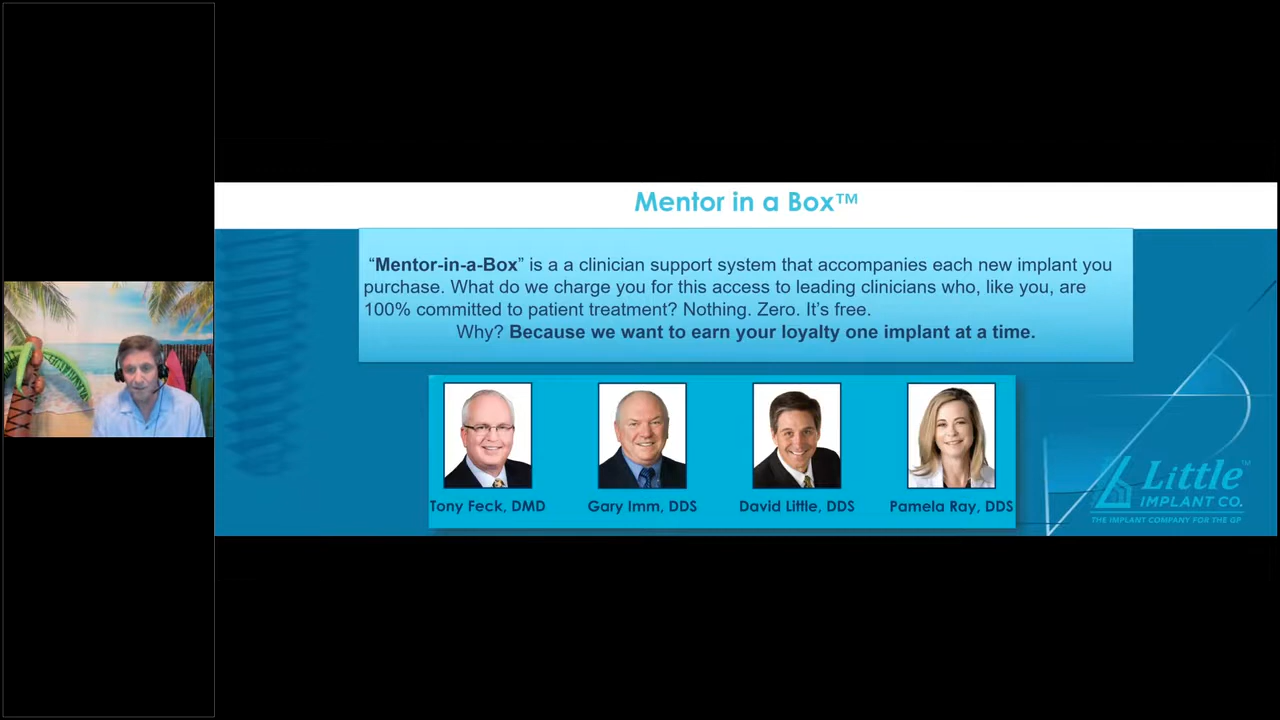 Mentor in a Box™
“Mentor-in-a-Box” is a a clinician support system that accompanies each new implant you
purchase. What do we charge you for this access to leading clinicians who, like you, are
100% committed to patient treatment? Nothing. Zero. It’s free.
Why? Because we want to earn your loyalty one implant at a time.
Tony Feck, DMD
Gary Imm, DDS
David Little, DDS
Pamela Ray, DDS
Little™
IMPLANT CO.
THE IMPLANT COMPANY FOR THE GP